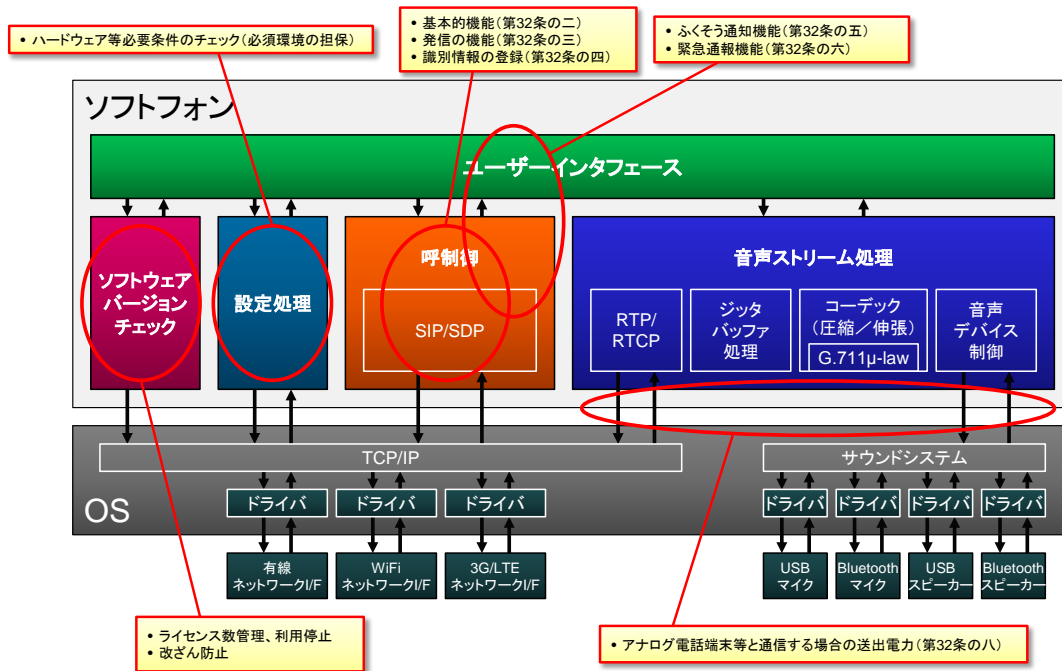 • ハードウェア等必要条件のチェック(必須環境の担保)
• 基本的機能(第32条の二)
• 発信の機能(第32条の三)
• 識別情報の登録(第32条の四)
• ふくそう通知機能(第32条の五)
• 緊急通報機能(第32条の六)
ソフトフォン
ユーザーインタフェース
ソフトウェア
バージョン
チェック
設定処理
呼制御
SIP/SDP
音声ストリーム処理
RTP/
RTCP
ジッタ
バッファ
処理
コーデック
(圧縮/伸張)
G.711μ-law
音声
デバイス
制御
TCP/IP
サウンドシステム
OS
ドライバ
ドライバ
ドライバ
ドライバ
ドライバ
ドライバ
ドライバ
有線
ネットワークI/F
WiFi
ネットワークI/F
3G/LTE
ネットワークI/F
USB
マイク
Bluetooth
マイク
USB
スピーカー
Bluetooth
スピーカー
• ライセンス数管理、利用停止
• 改ざん防止
• アナログ電話端末等と通信する場合の送出電力(第32条の八)